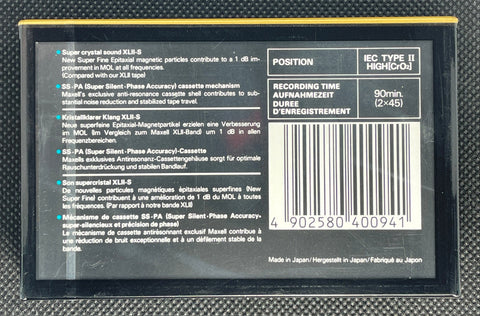 Super crystal sound XLII-S
New Super Fine Epitaxial magnetic particles contribute to a 1 dB im-
provement in MOL at all frequencies.
(Compared with our XLII tape)
SS-PA (Super Silent-Phase Accuracy) cassette mechanism
Maxell's exclusive anti-resonance cassette shell contributes to sub-
stantial noise reduction and stabilized tape travel.
Kristallklarer Klang XLII-S
Neue superfeine Epitaxial-Magnetpartikel erzielen eine Verbesserung
im MOL (im Vergleich zum Maxell XLII-Band um 1 dB) in allen
Frequenzbereichen.
SS-PA (Super Silent-Phase Accuracy)-Cassette
Maxells exklusives Antiresonanz-Cassettengehäuse sorgt für optimale
Rauschunterdrückung und stabilen Bandlauf.
Son supercristal XLII-S
De nouvelles particules magnétiques épitaxiales superfines (New
Super Fine) contribuent à une amélioration de 1 dB du MOL à toutes
les fréquences. (Par rapport à notre bande XLII)
Mécanisme de cassette SS-PA (Super Silent-Phase Accuracy-
super-silencieux et précision de phase)
Le mécanisme de cassette antirésonnant exclusif Maxell contribue à
une réduction de bruit exceptionnelle et à un défilement stable de la
bande.
POSITION
IEC TYPE II
HIGH[CrO₂]
RECORDING TIME
AUFNAHMEZEIT
DUREE
D'ENREGISTREMENT
90min.
(2×45)
4 902580 400941
Made in Japan/Hergestellt in Japan/Fabriqué au Japon